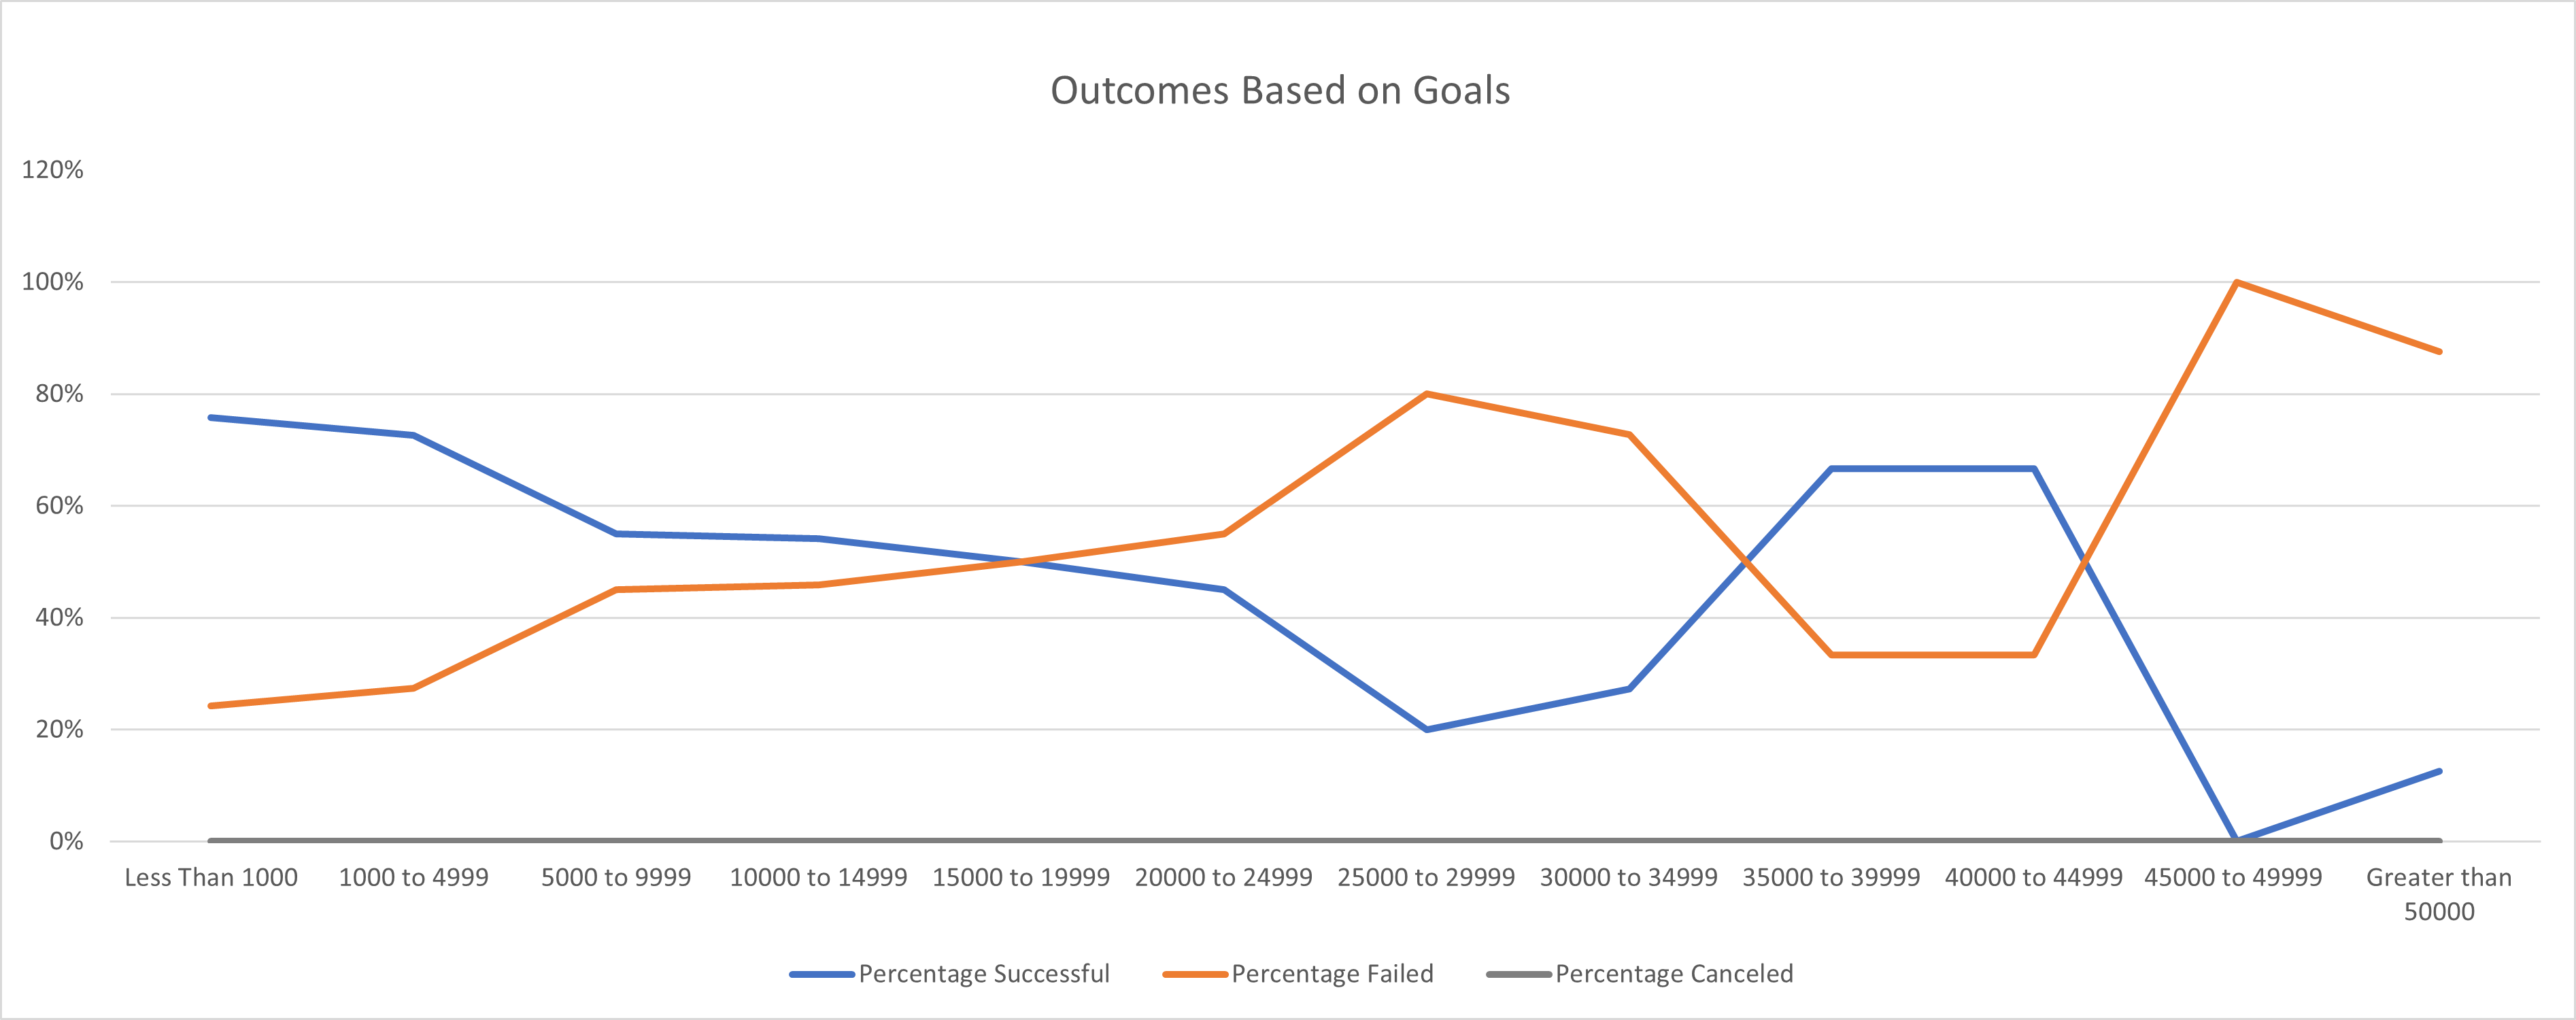 Outcomes Based on Goals
120%
100%
80%
60%
40%
20%
0%
Less Than 1000
1000 to 4999
5000 to 9999
10000 to 14999
15000 to 19999
20000 to 24999
25000 to 29999
30000 to 34999
35000 to 39999
40000 to 44999
45000 to 49999
Greater than
50000
Percentage Successful
Percentage Failed
Percentage Canceled